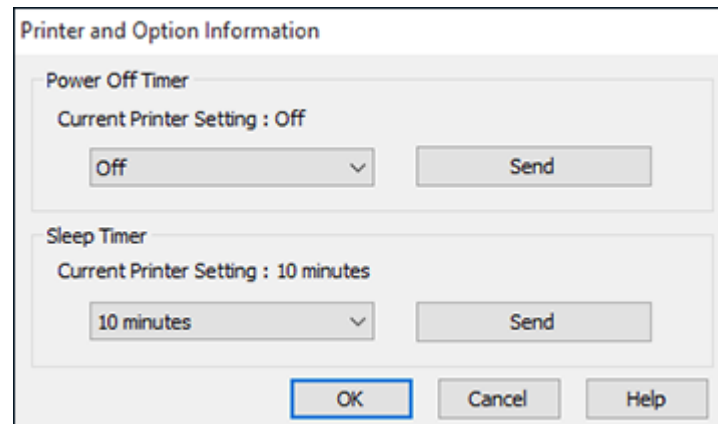 Printer and Option Information
Power Off Timer
Current Printer Setting : Off
Off
Send
Sleep Timer
Current Printer Setting : 10 minutes
10 minutes
Send
OK
Cancel
Help